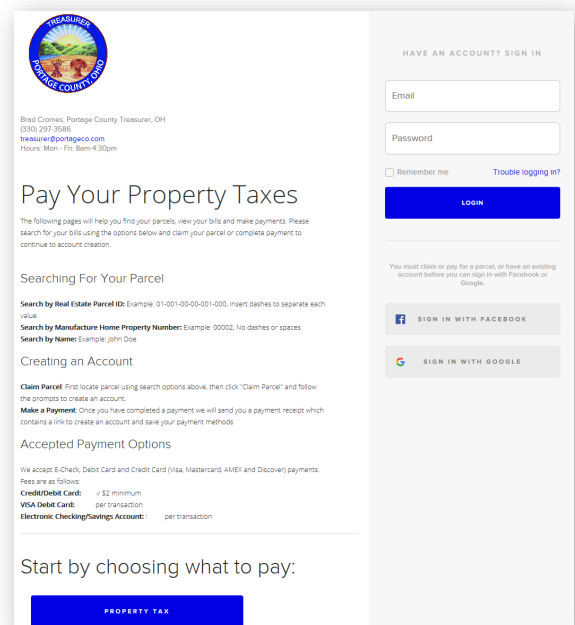 TREASURER
PORTAGE COUNTY, OHIO
Brad Cromes, Portage County Treasurer, OH
(330) 297-3586
treasurer@portageco.com
Hours: Mon - Fri: 8am-4:30pm
Pay Your Property Taxes
The following pages will help you find your parcels, view your bills and make payments. Please
search for your bills using the options below and claim your parcel or complete payment to
continue to account creation.
Searching For Your Parcel
Search by Real Estate Parcel ID: Example: 01-001-00-00-001-000, Insert dashes to separate each
value
Search by Manufacture Home Property Number: Example: 00002, No dashes or spaces
Search by Name: Example: John Doe
Creating an Account
Claim Parcel: First locate parcel using search options above, then click "Claim Parcel" and follow
the prompts to create an account.
Make a Payment: Once you have completed a payment we will send you a payment receipt which
contains a link to create an account and save your payment methods
Accepted Payment Options
We accept E-Check, Debit Card and Credit Card (Visa, Mastercard, AMEX and Discover) payments.
Fees are as follows:
Credit/Debit Card: / $2 minimum
VISA Debit Card: per transaction
Electronic Checking/Savings Account: per transaction
Start by choosing what to pay:
PROPERTY TAX
HAVE AN ACCOUNT? SIGN IN
Email
Password
Remember me
Trouble logging in?
LOGIN
You must claim or pay for a parcel, or have an existing
account before you can sign in with Facebook or
Google.
SIGN IN WITH FACEBOOK
SIGN IN WITH GOOGLE